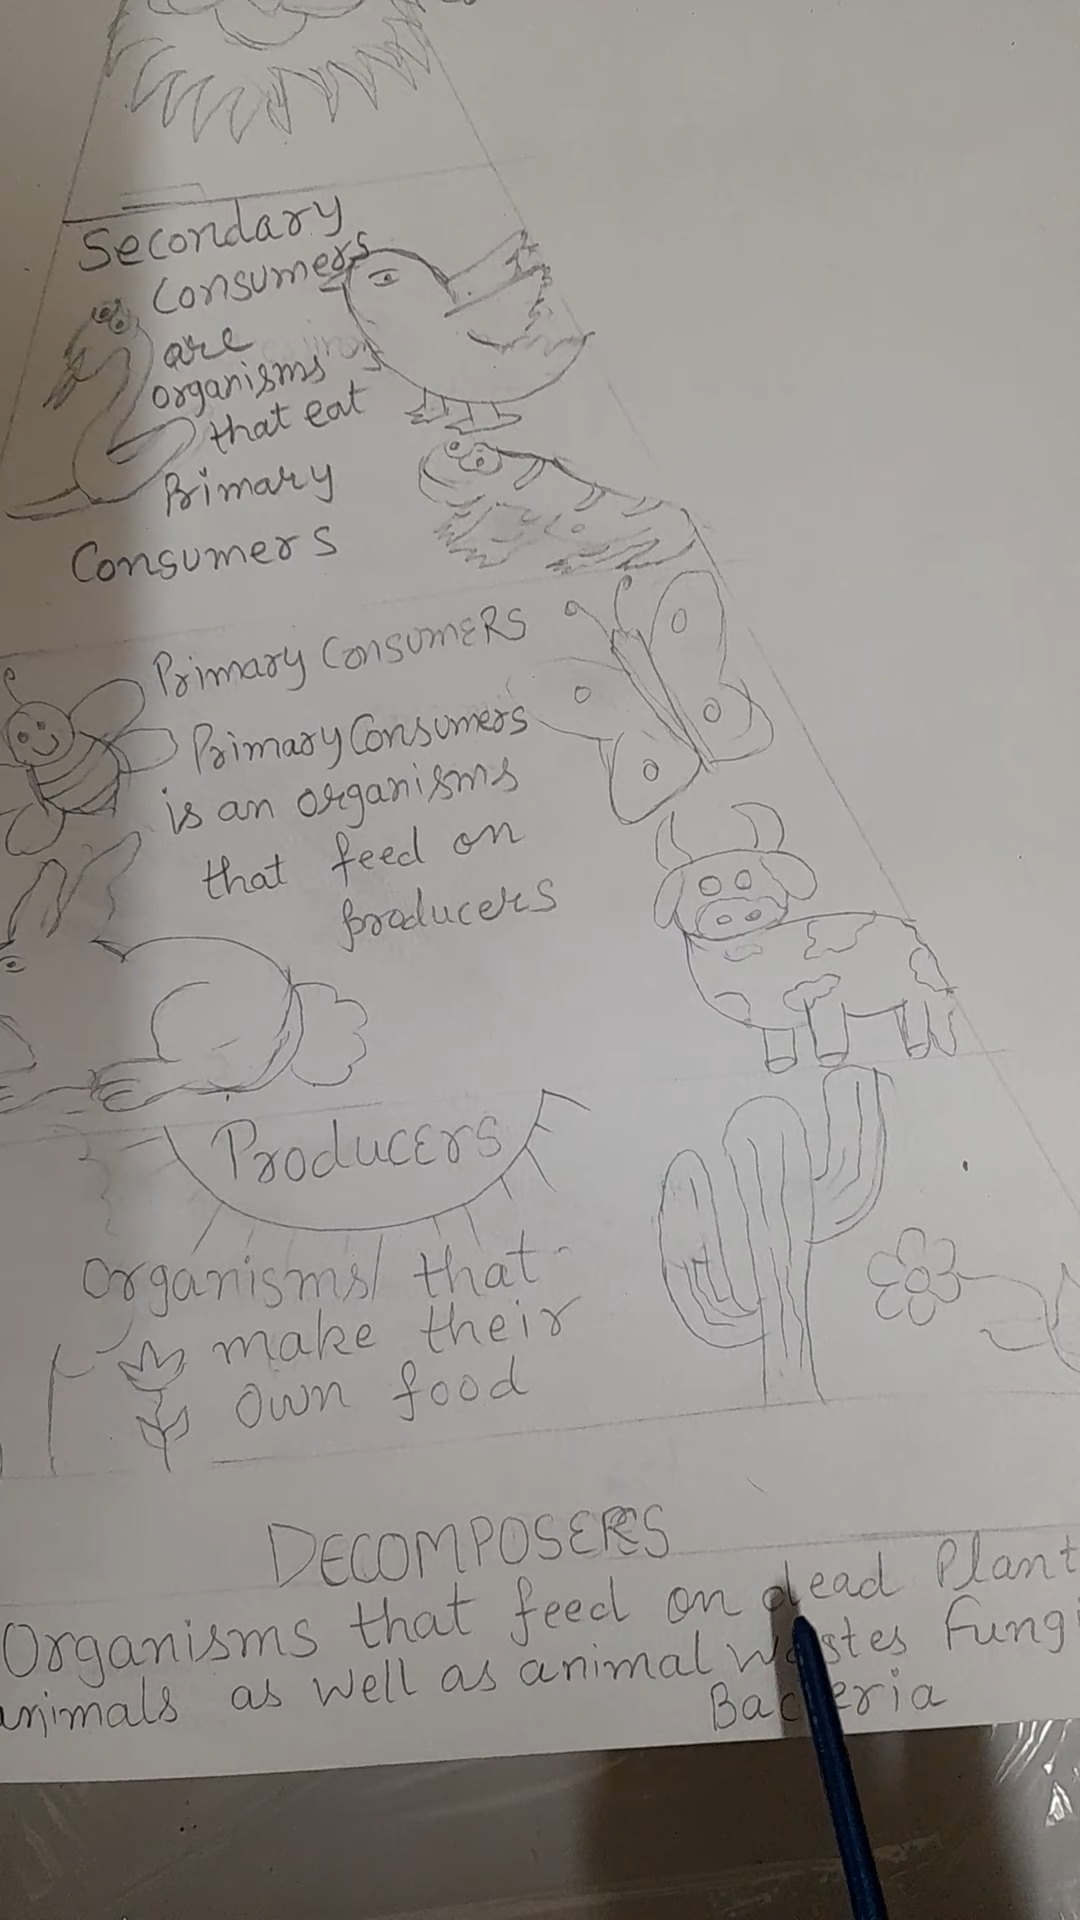 Secondary
Consumers
are
organisms
that eat
Primary
Consumers
Primary ConsumeRs
Primary Consumers
is an organisms
that feed on
producers
Producers
Organisms that
make their
own food
DECOMPOSERS
Organisms that feed on dead Plant
animals as well as animal wastes Fungi
Bacteria